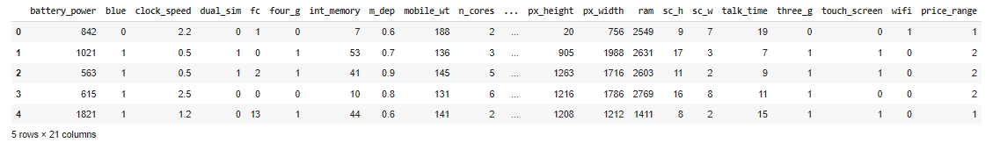 battery_power blue clock_speed dual_sim fc four_g int_memory m_dep mobile_wt n_cores ... px_height px_width ram sc_h sc_w talk_time three_g touch_screen wifi price_range
0 842 0 2.2 0 1 0 7 0.6 188 2 ... 20 756 2549 9 7 19 0 0 1 1
1 1021 1 0.5 1 0 1 53 0.7 136 3 ... 905 1988 2631 17 3 7 1 1 0 2
2 563 1 0.5 1 2 1 41 0.9 145 5 ... 1263 1716 2603 11 2 9 1 1 0 2
3 615 1 2.5 0 0 0 10 0.8 131 6 ... 1216 1786 2769 16 8 11 1 0 0 2
4 1821 1 1.2 0 13 1 44 0.6 141 2 ... 1208 1212 1411 8 2 15 1 1 0 1
5 rows × 21 columns